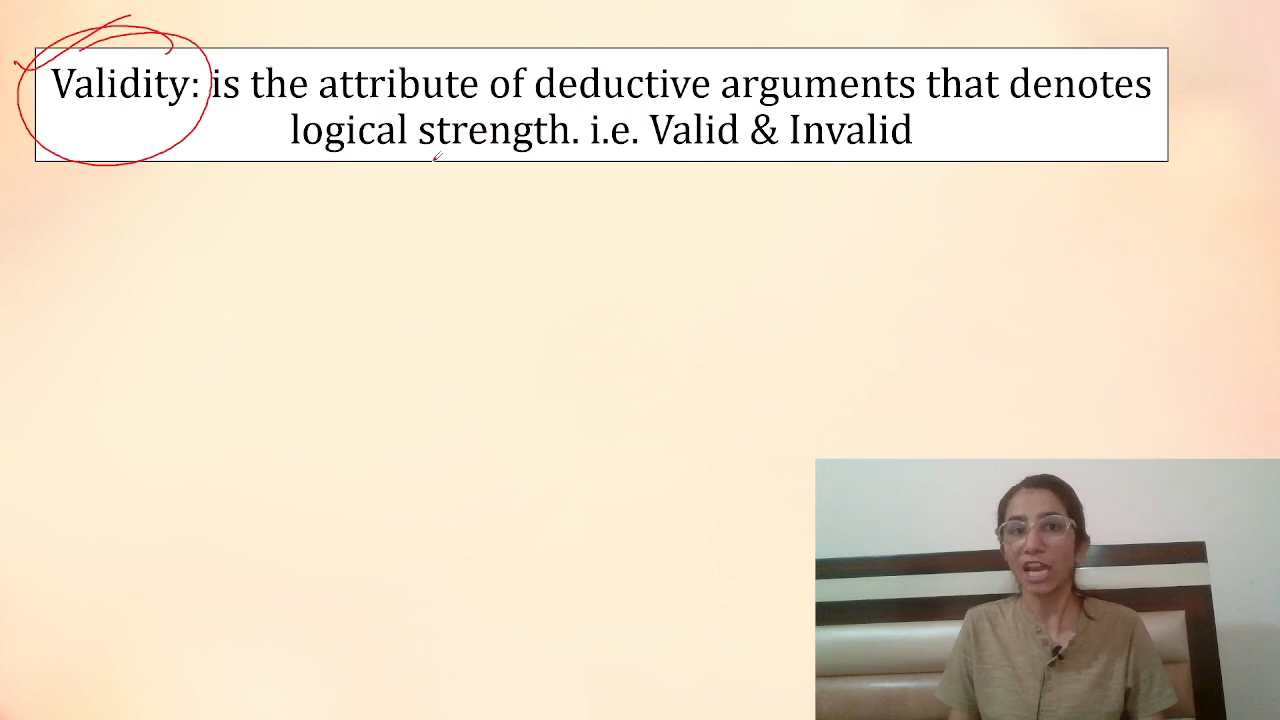 Validity: is the attribute of deductive arguments that denotes
logical strength. i.e. Valid & Invalid